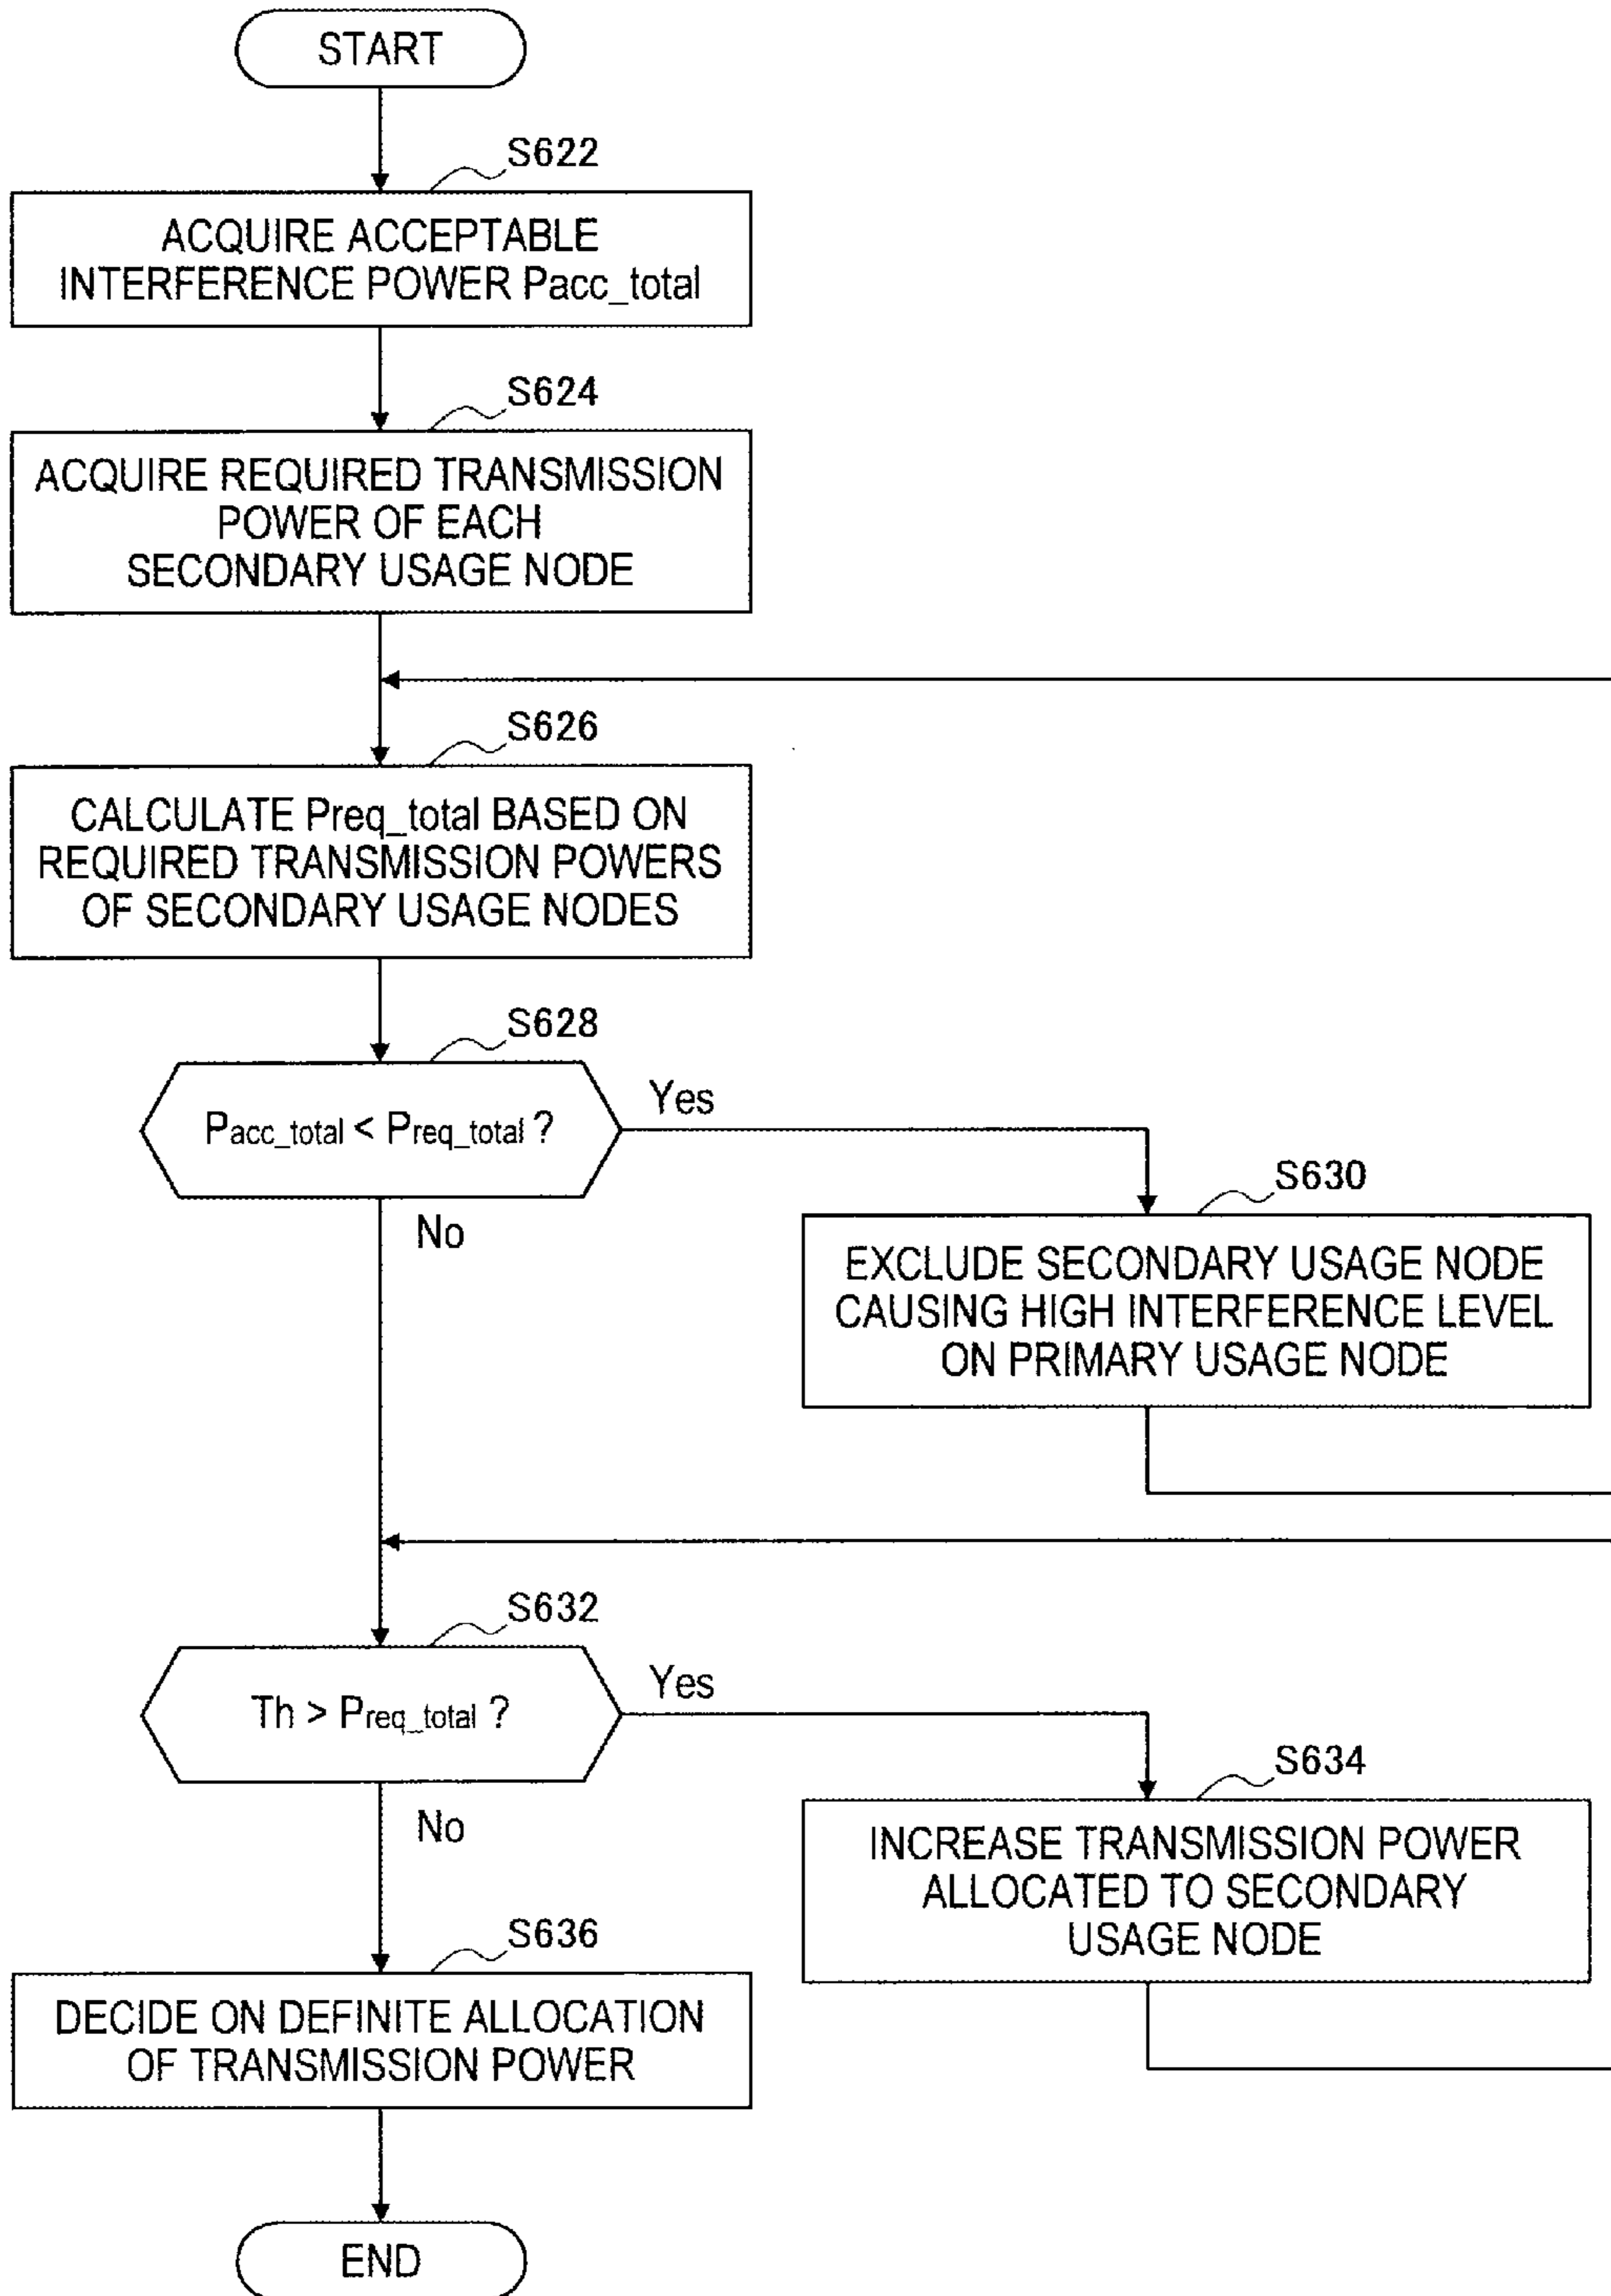 START
S622
ACQUIRE ACCEPTABLE
INTERFERENCE POWER Pacc_total
S624
ACQUIRE REQUIRED TRANSMISSION
POWER OF EACH
SECONDARY USAGE NODE
S626
CALCULATE Preq_total BASED ON
REQUIRED TRANSMISSION POWERS
OF SECONDARY USAGE NODES
S628
Pacc_total < Preq_total ?
Yes
No
S630
EXCLUDE SECONDARY USAGE NODE
CAUSING HIGH INTERFERENCE LEVEL
ON PRIMARY USAGE NODE
S632
Th > Preq_total ?
Yes
No
S634
INCREASE TRANSMISSION POWER
ALLOCATED TO SECONDARY
USAGE NODE
S636
DECIDE ON DEFINITE ALLOCATION
OF TRANSMISSION POWER
END